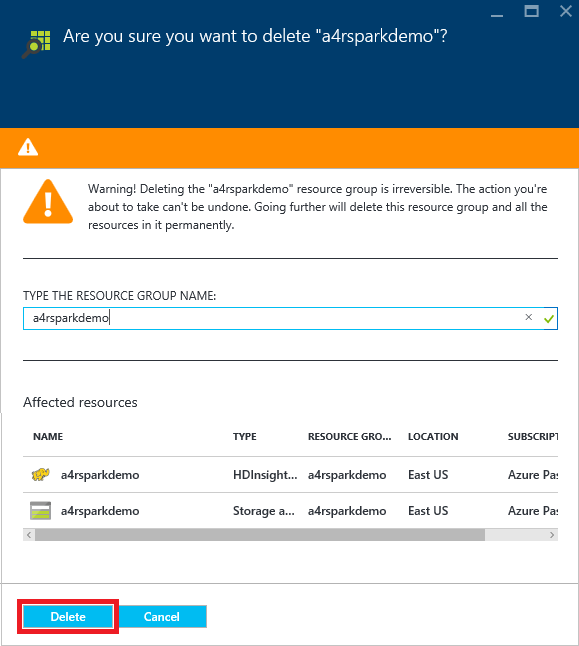 Are you sure you want to delete "a4rsparkdemo"?
Warning! Deleting the "a4rsparkdemo" resource group is irreversible. The action you're
about to take can't be undone. Going further will delete this resource group and all the
resources in it permanently.
TYPE THE RESOURCE GROUP NAME:
a4rsparkdemo
Affected resources
NAME TYPE RESOURCE GRO... LOCATION SUBSCRIPT
a4rsparkdemo HDInsight... a4rsparkdemo East US Azure Pas
a4rsparkdemo Storage a... a4rsparkdemo East US Azure Pas
Delete Cancel